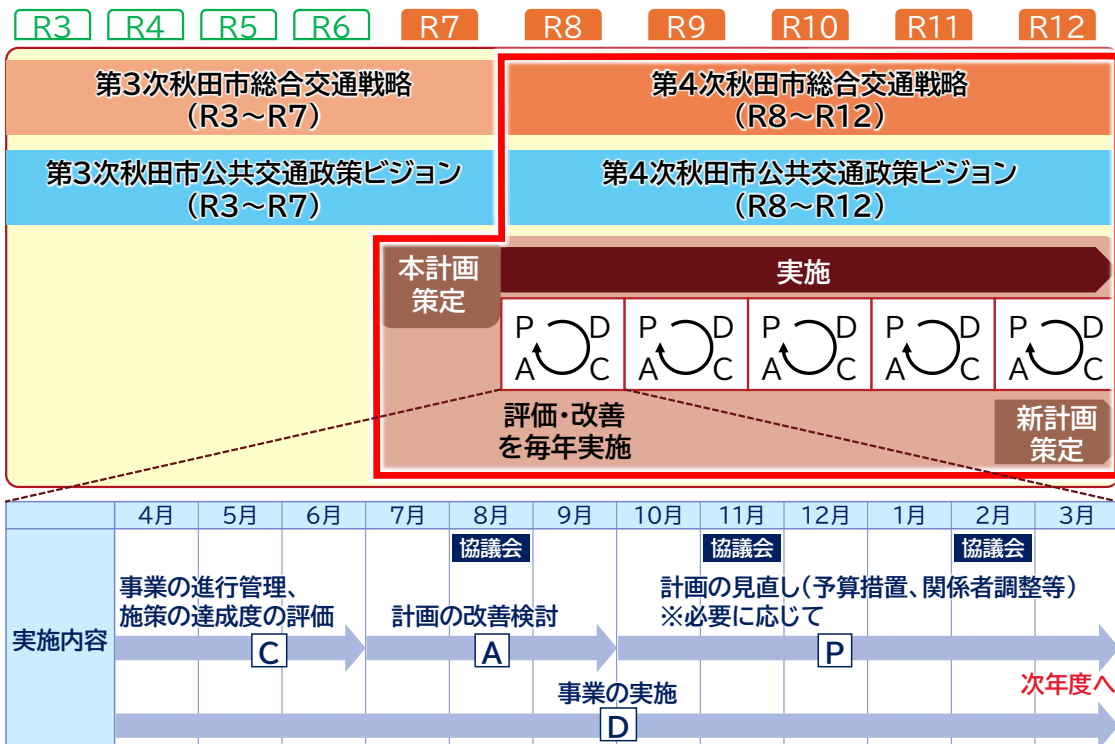 R3 R4 R5 R6 R7 R8 R9 R10 R11 R12
第3次秋田市総合交通戦略
(R3~R7)
第4次秋田市総合交通戦略
(R8~R12)
第3次秋田市公共交通政策ビジョン
(R3~R7)
第4次秋田市公共交通政策ビジョン
(R8~R12)
本計画
策定
実施
P D P D P D P D P D
A C A C A C A C A C
評価・改善
を毎年実施
新計画
策定
4月 5月 6月 7月 8月 9月 10月 11月 12月 1月 2月 3月
協議会 協議会 協議会
実施内容
事業の進行管理、
施策の達成度の評価
C
計画の改善検討
A
計画の見直し(予算措置、関係者調整等)
※必要に応じて
P
次年度へ
事業の実施
D